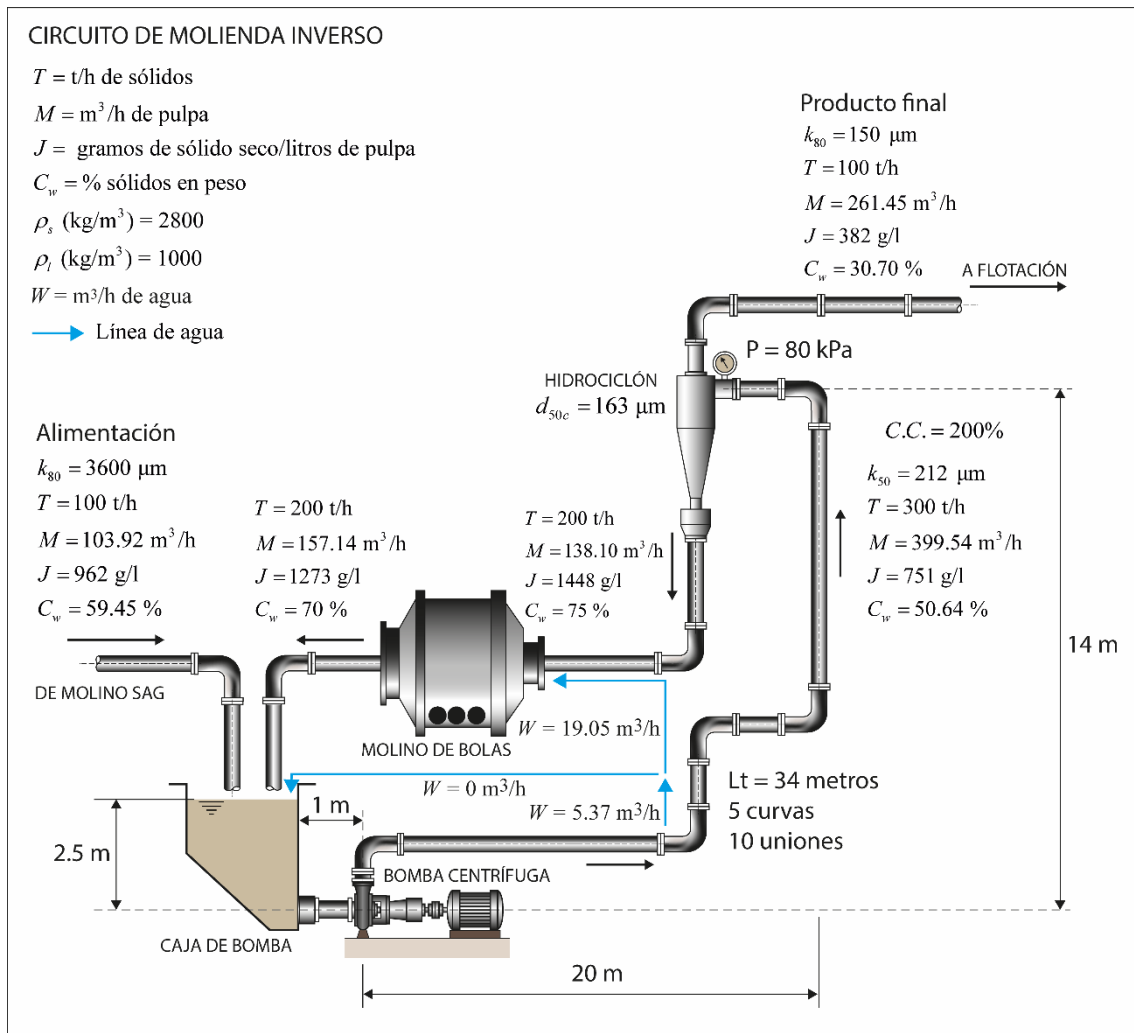 CIRCUITO DE MOLIENDA INVERSO
T = t/h de sólidos
M = m³/h de pulpa
J = gramos de sólido seco/litros de pulpa
C_w = % sólidos en peso
ρ_s (kg/m³) = 2800
ρ_l (kg/m³) = 1000
W = m³/h de agua
Línea de agua
Producto final
k₈₀ = 150 μm
T = 100 t/h
M = 261.45 m³/h
J = 382 g/l
C_w = 30.70 %
A FLOTACIÓN
P = 80 kPa
HIDROCICLÓN
d₅₀c = 163 μm
C.C. = 200%
k₅₀ = 212 μm
T = 300 t/h
M = 399.54 m³/h
J = 751 g/l
C_w = 50.64 %
14 m
Alimentación
k₈₀ = 3600 μm
T = 100 t/h
M = 103.92 m³/h
J = 962 g/l
C_w = 59.45 %
DE MOLINO SAG
T = 200 t/h
M = 157.14 m³/h
J = 1273 g/l
C_w = 70 %
T = 200 t/h
M = 138.10 m³/h
J = 1448 g/l
C_w = 75 %
MOLINO DE BOLAS
W = 19.05 m³/h
W = 0 m³/h
W = 5.37 m³/h
Lt = 34 metros
5 curvas
10 uniones
1 m
2.5 m
BOMBA CENTRÍFUGA
CAJA DE BOMBA
20 m